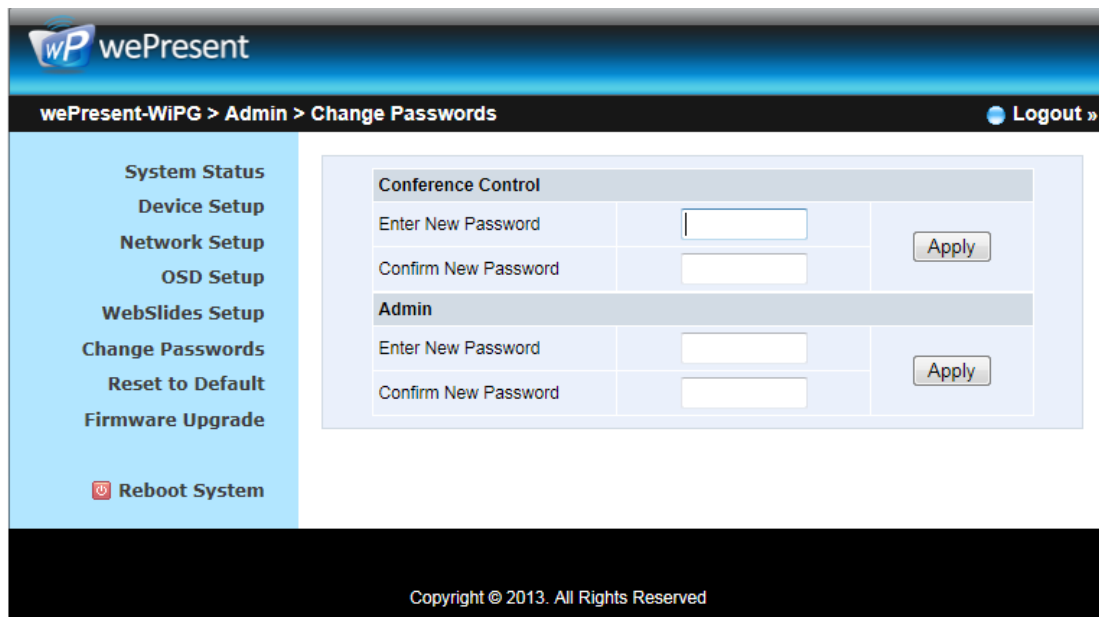 wP wePresent
wePresent-WiPG > Admin > Change Passwords
Logout »
System Status
Device Setup
Network Setup
OSD Setup
WebSlides Setup
Change Passwords
Reset to Default
Firmware Upgrade
Reboot System
Conference Control
Enter New Password
Confirm New Password
Apply
Admin
Enter New Password
Confirm New Password
Apply
Copyright © 2013. All Rights Reserved